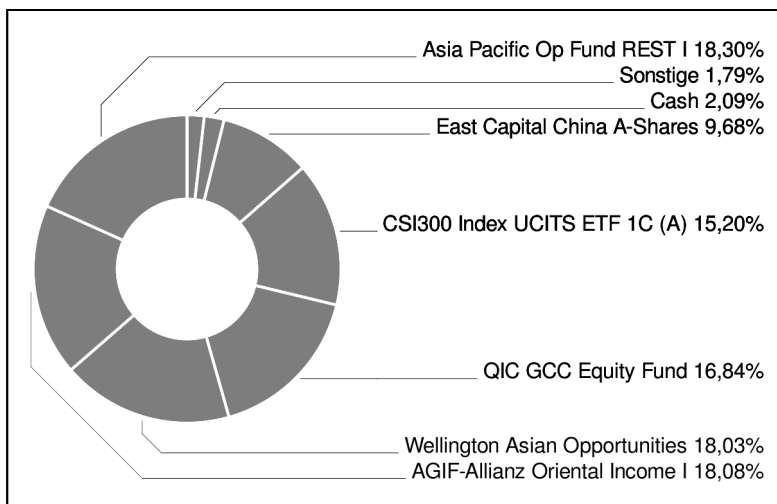 Asia Pacific Op Fund REST I 18,30%
Sonstige 1,79%
Cash 2,09%
East Capital China A-Shares 9,68%
CSI300 Index UCITS ETF 1C (A) 15,20%
QIC GCC Equity Fund 16,84%
Wellington Asian Opportunities 18,03%
AGIF-Allianz Oriental Income I 18,08%